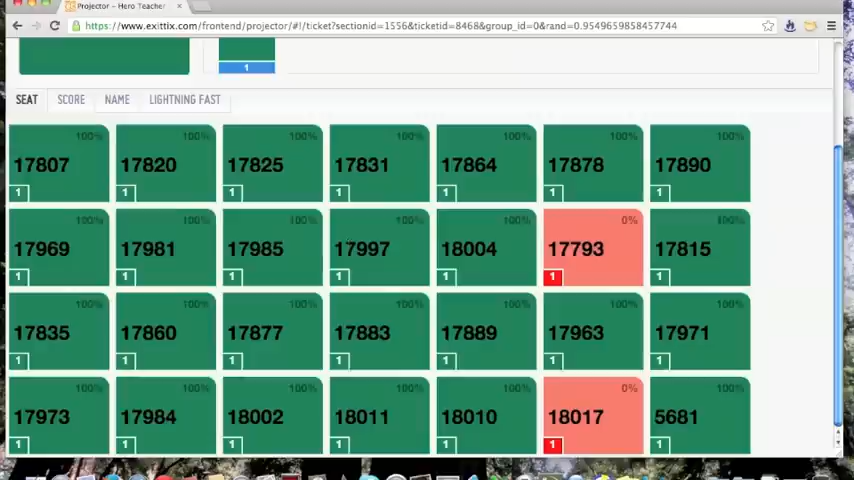 Projector - Hero Teacher
https://www.exittix.com/frontend/projector/#!/ticket?sectionid=1556&ticketid=8468&group_id=0&rand=0.9549659858457744
1
SEAT SCORE NAME LIGHTNING FAST
100% 100% 100% 100% 100% 100% 100%
17807 17820 17825 17831 17864 17878 17890
1 1 1 1 1 1 1
100% 100% 100% 100% 100% 0% 100%
17969 17981 17985 17997 18004 17793 17815
1 1 1 1 1 1 1
100% 100% 100% 100% 100% 100% 100%
17835 17860 17877 17883 17889 17963 17971
1 1 1 1 1 1 1
100% 100% 100% 100% 100% 0% 100%
17973 17984 18002 18011 18010 18017 5681
1 1 1 1 1 1 1